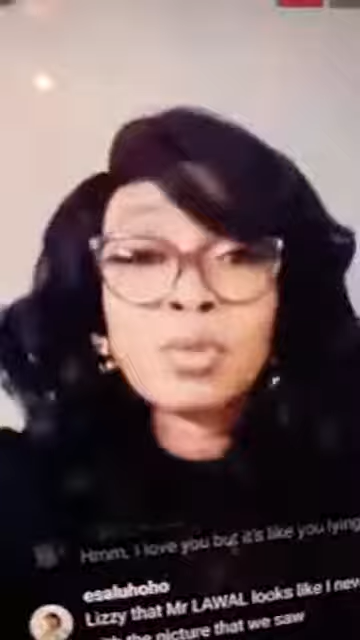 Hmm, I love you but it's like you lying
esaluhoho
Lizzy that Mr LAWAL looks like I nev
the picture that we saw